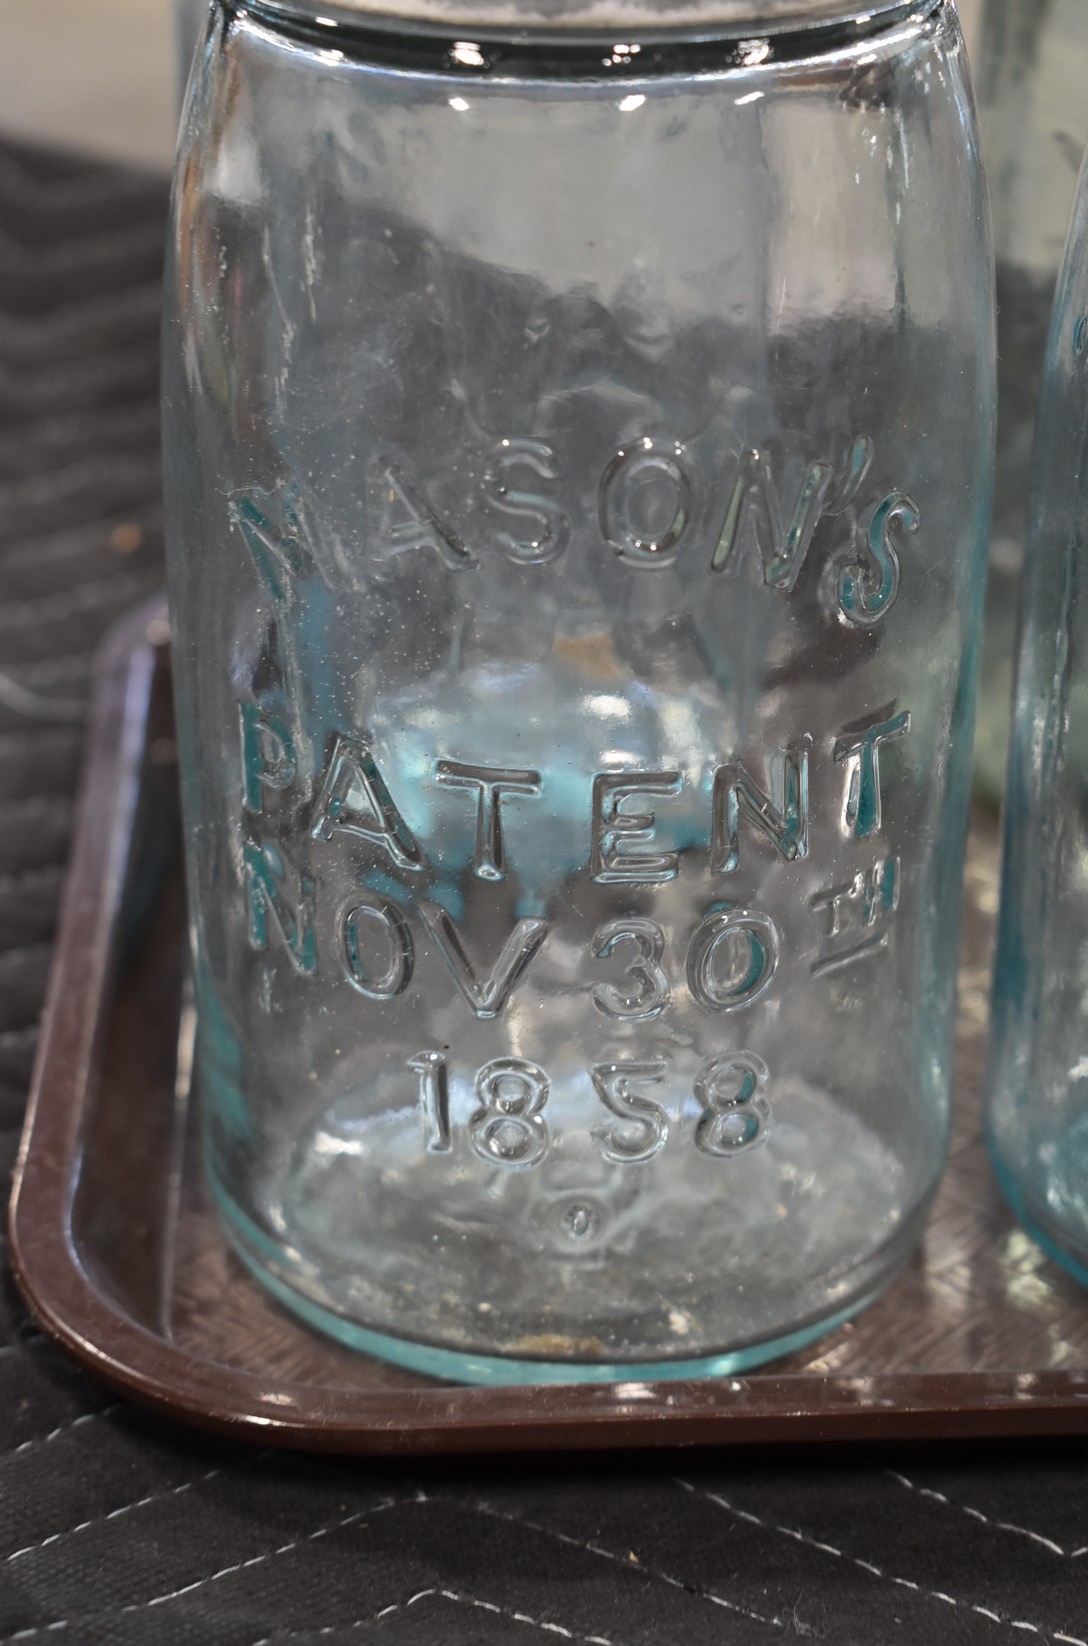 MASON'S
PATENT
NOV 30TH
1858